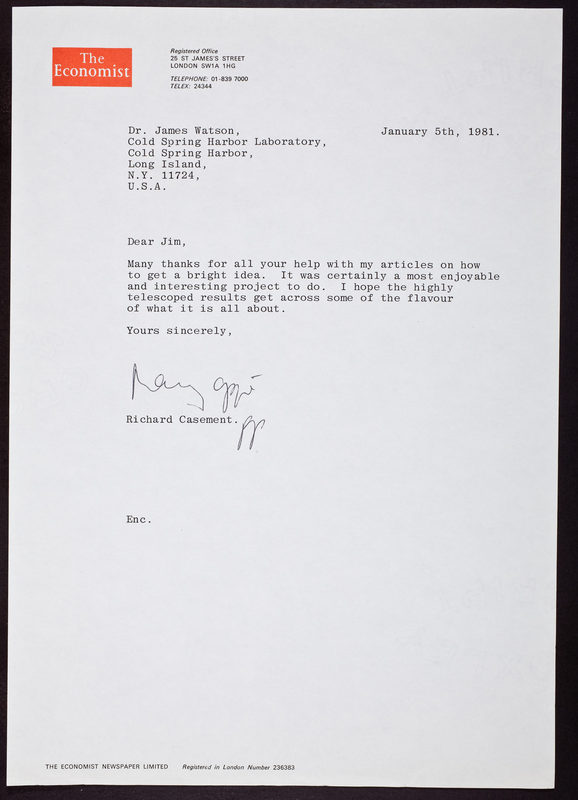 The
Economist
Registered Office
25 ST JAMES'S STREET
LONDON SW1A 1HG
TELEPHONE: 01-839 7000
TELEX: 24344
Dr. James Watson, January 5th, 1981.
Cold Spring Harbor Laboratory,
Cold Spring Harbor,
Long Island,
N.Y. 11724,
U.S.A.
Dear Jim,
Many thanks for all your help with my articles on how
to get a bright idea. It was certainly a most enjoyable
and interesting project to do. I hope the highly
telescoped results get across some of the flavour
of what it is all about.
Yours sincerely,
Richard Casement.
pp
Enc.
THE ECONOMIST NEWSPAPER LIMITED Registered in London Number 236383